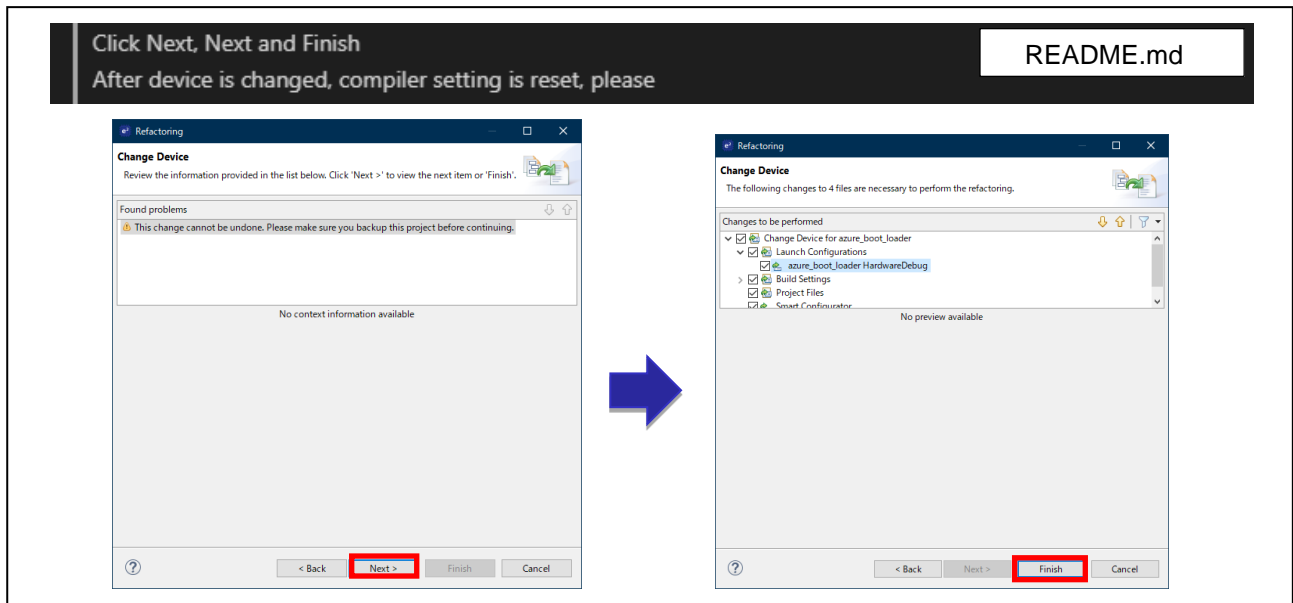 Click Next, Next and Finish
After device is changed, compiler setting is reset, please
README.md
e² Refactoring
Change Device
Review the information provided in the list below. Click 'Next >' to view the next item or 'Finish'.
Found problems
This change cannot be undone. Please make sure you backup this project before continuing.
No context information available
? < Back Next > Finish Cancel
e² Refactoring
Change Device
The following changes to 4 files are necessary to perform the refactoring.
Changes to be performed
Change Device for azure_boot_loader
Launch Configurations
azure_boot_loader HardwareDebug
Build Settings
Project Files
Smart Configurator
No preview available
? < Back Next > Finish Cancel